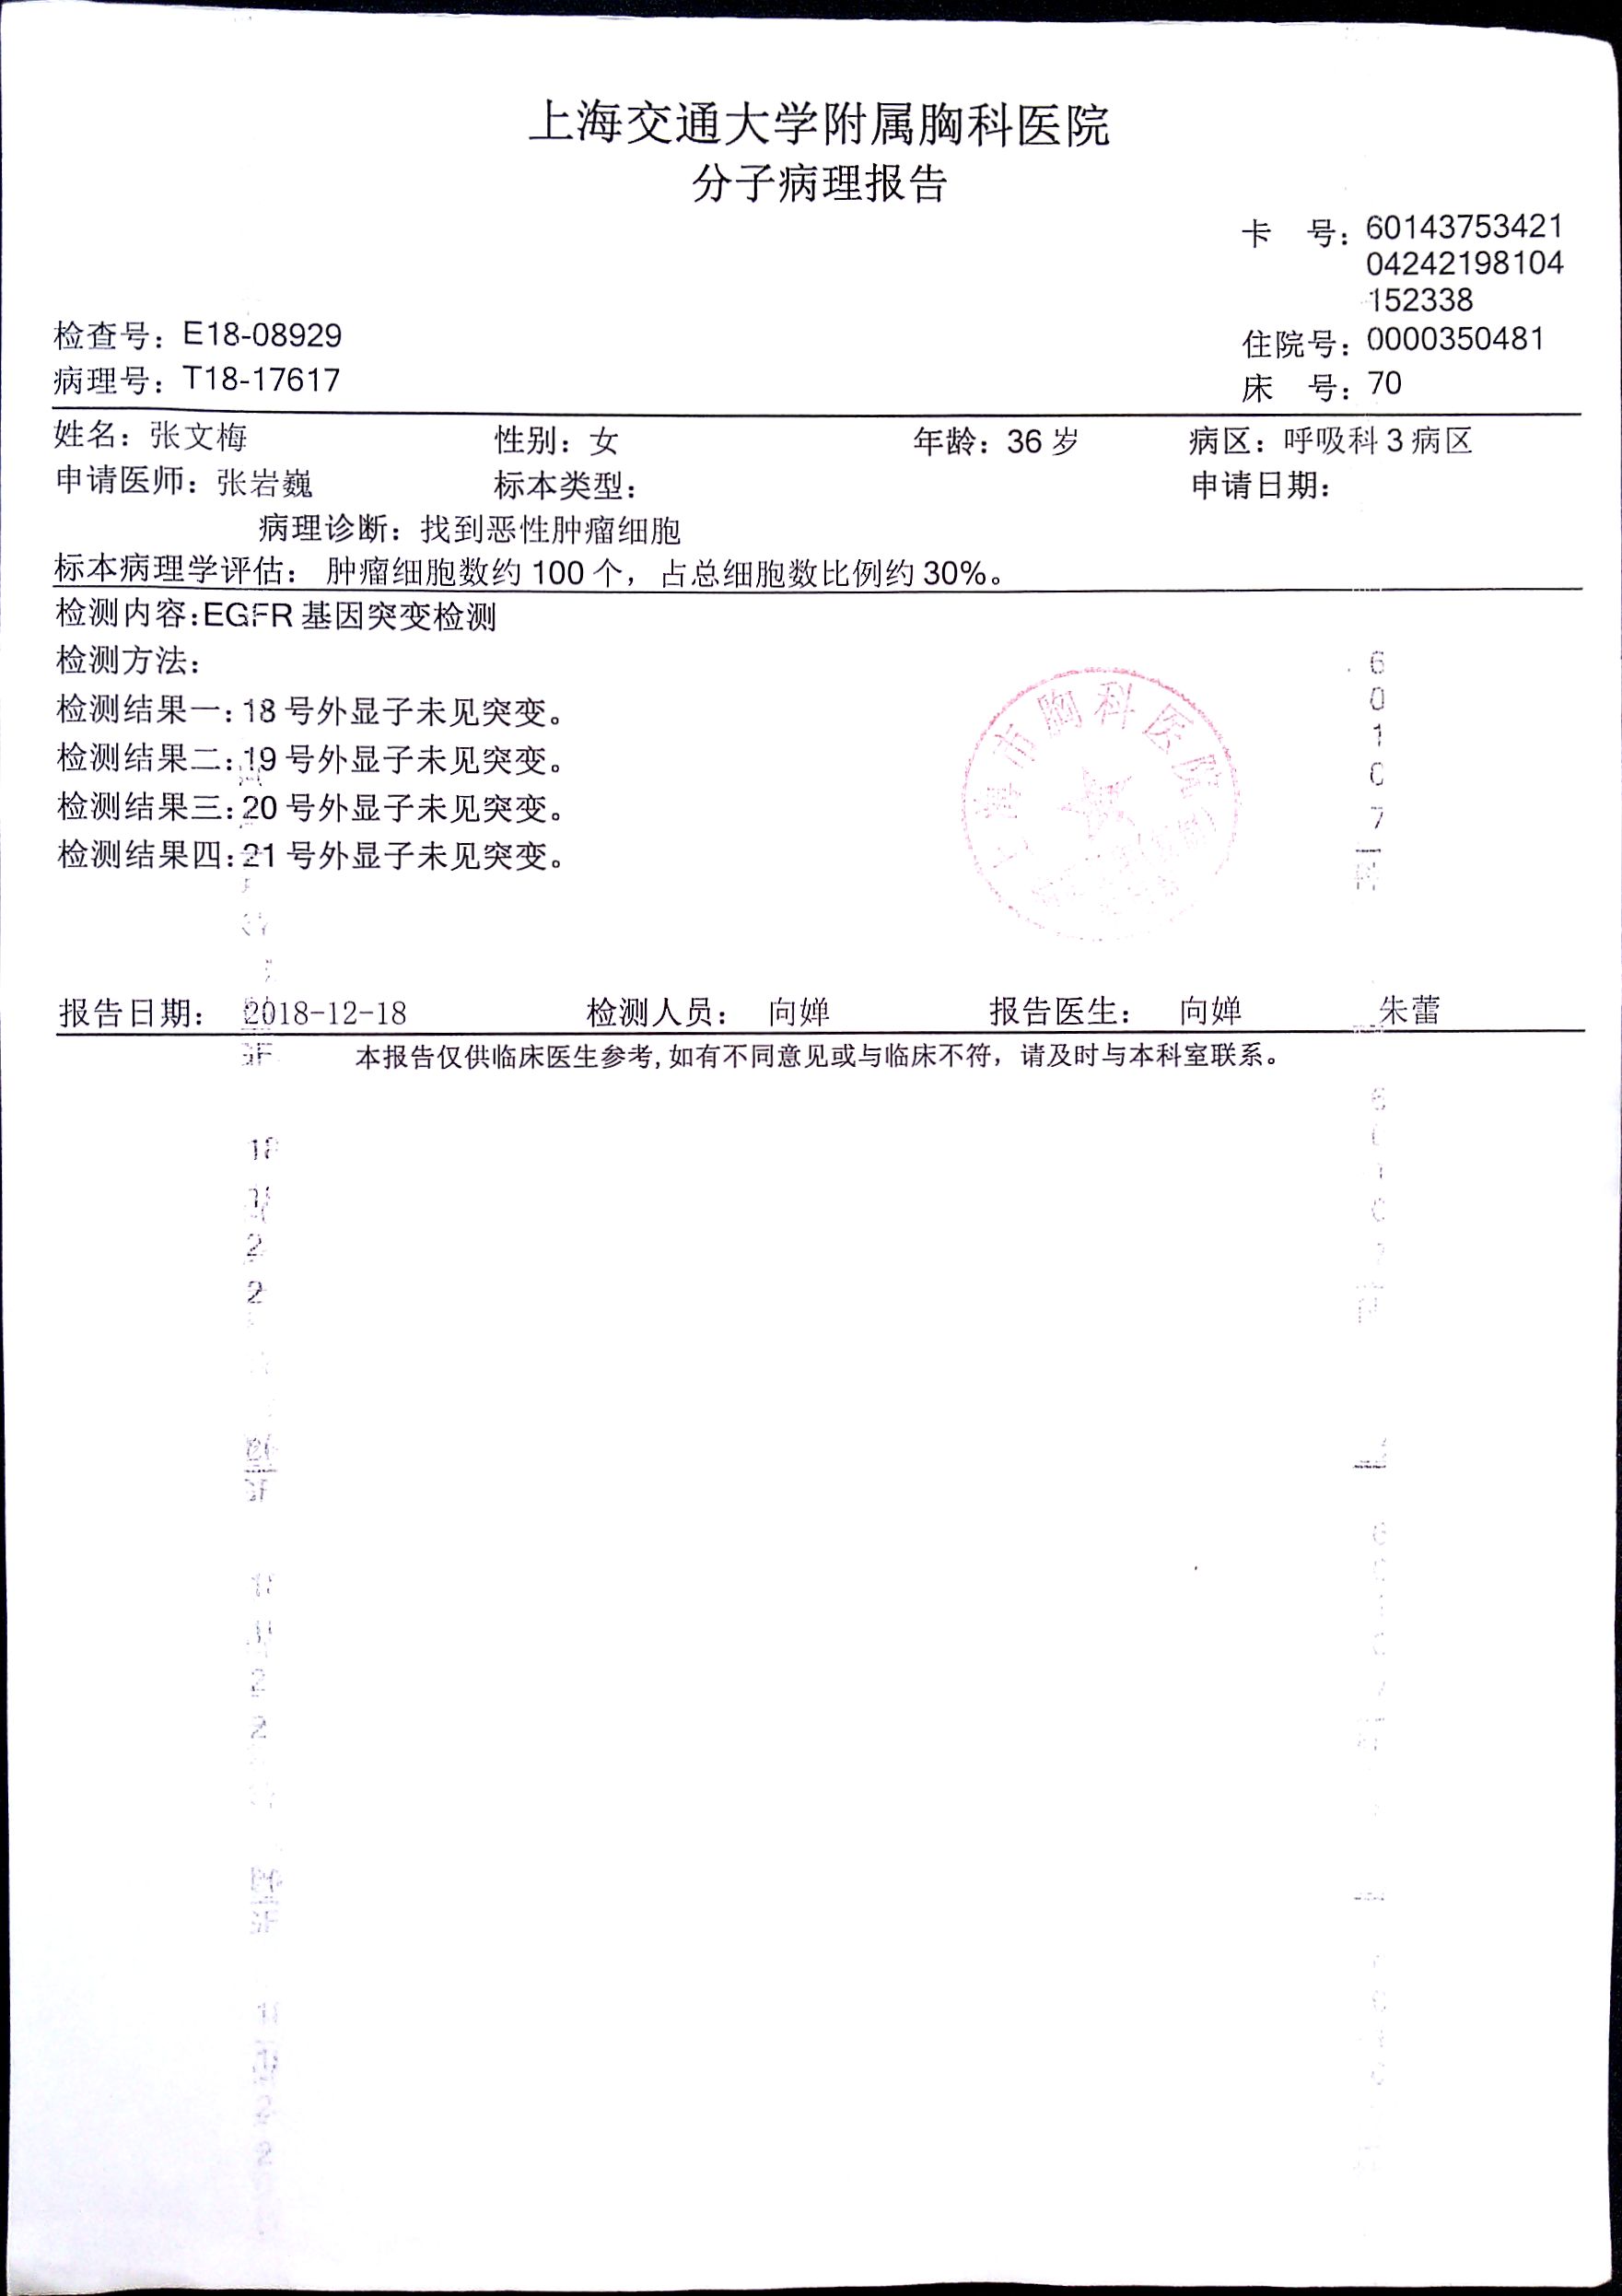 上海交通大学附属胸科医院
分子病理报告
卡 号：60143753421
04242198104
152338
检查号：E18-08929
住院号：0000350481
病理号：T18-17617
床 号：70
姓名：张文梅 性别：女 年龄：36 岁 病区：呼吸科 3 病区
申请医师：张岩巍 标本类型： 申请日期：
病理诊断：找到恶性肿瘤细胞
标本病理学评估： 肿瘤细胞数约 100 个，占总细胞数比例约 30%。
检测内容:EGFR 基因突变检测
检测方法：
检测结果一:18 号外显子未见突变。
检测结果二:19 号外显子未见突变。
检测结果三:20 号外显子未见突变。
检测结果四:21 号外显子未见突变。
上海市胸科医院
报告日期： 2018-12-18 检测人员： 向婵 报告医生： 向婵 朱蕾
本报告仅供临床医生参考,如有不同意见或与临床不符，请及时与本科室联系。